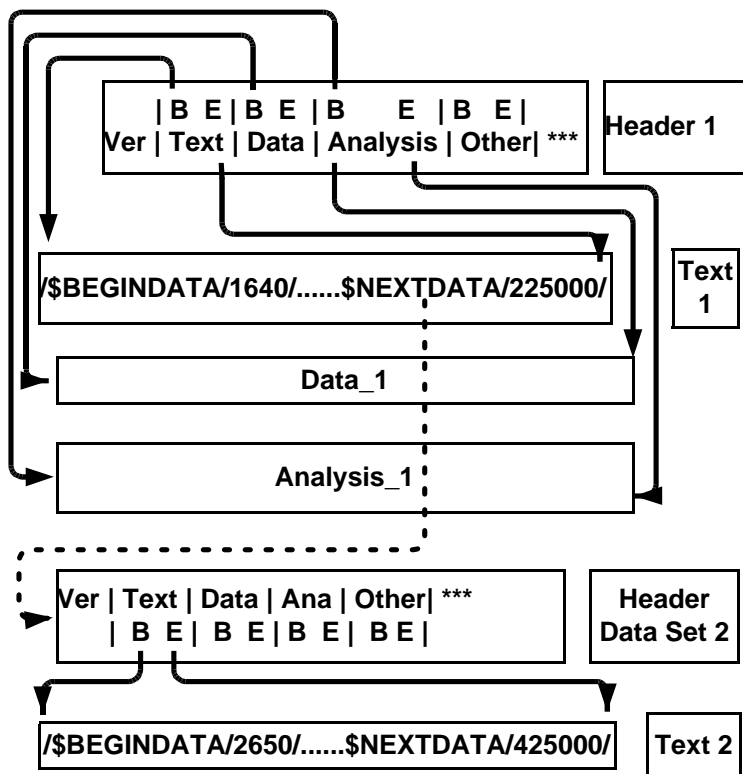 | B E | B E | B E | B E |
Ver | Text | Data | Analysis | Other| ***
Header 1
/$BEGINDATA/1640/......$NEXTDATA/225000/
Text
1
Data_1
Analysis_1
Ver | Text | Data | Ana | Other| ***
| B E | B E | B E | B E |
Header
Data Set 2
/$BEGINDATA/2650/......$NEXTDATA/425000/
Text 2